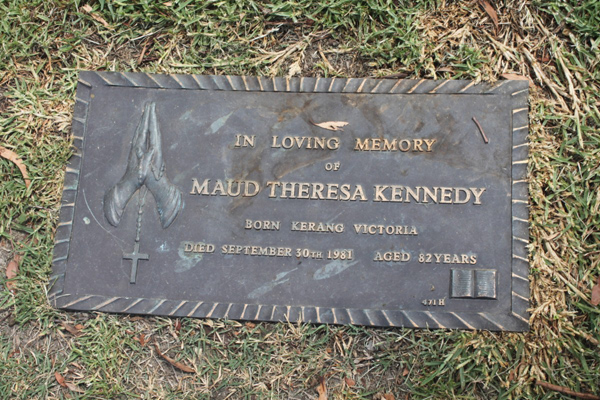 IN LOVING MEMORY
OF
MAUD THERESA KENNEDY
BORN KERANG VICTORIA
DIED SEPTEMBER 30TH. 1981 AGED 82 YEARS